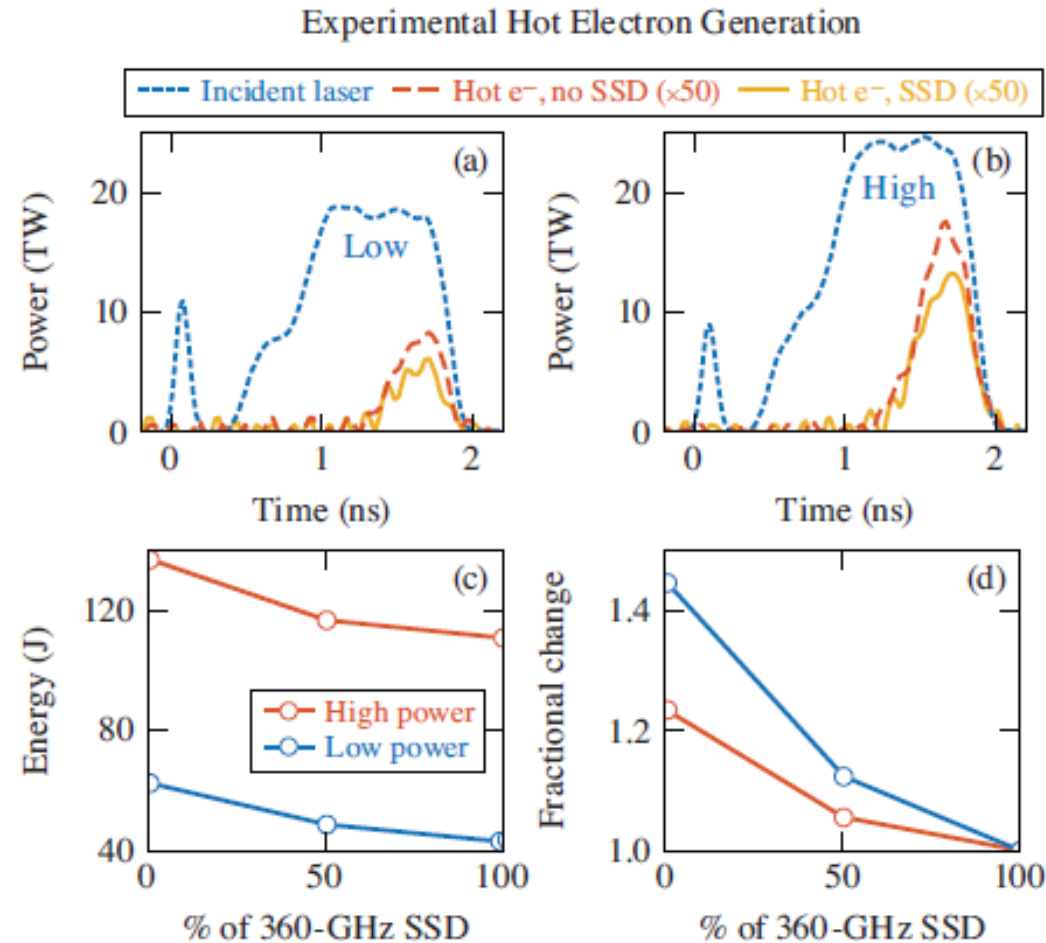 Experimental Hot Electron Generation
Incident laser Hot e⁻, no SSD (×50) Hot e⁻, SSD (×50)
(a)
Power (TW)
20
10
0
Low
0 1 2
Time (ns)
(b)
Power (TW)
20
10
0
High
0 1 2
Time (ns)
(c)
Energy (J)
120
80
40
High power
Low power
0 50 100
% of 360-GHz SSD
(d)
Fractional change
1.4
1.2
1.0
0 50 100
% of 360-GHz SSD